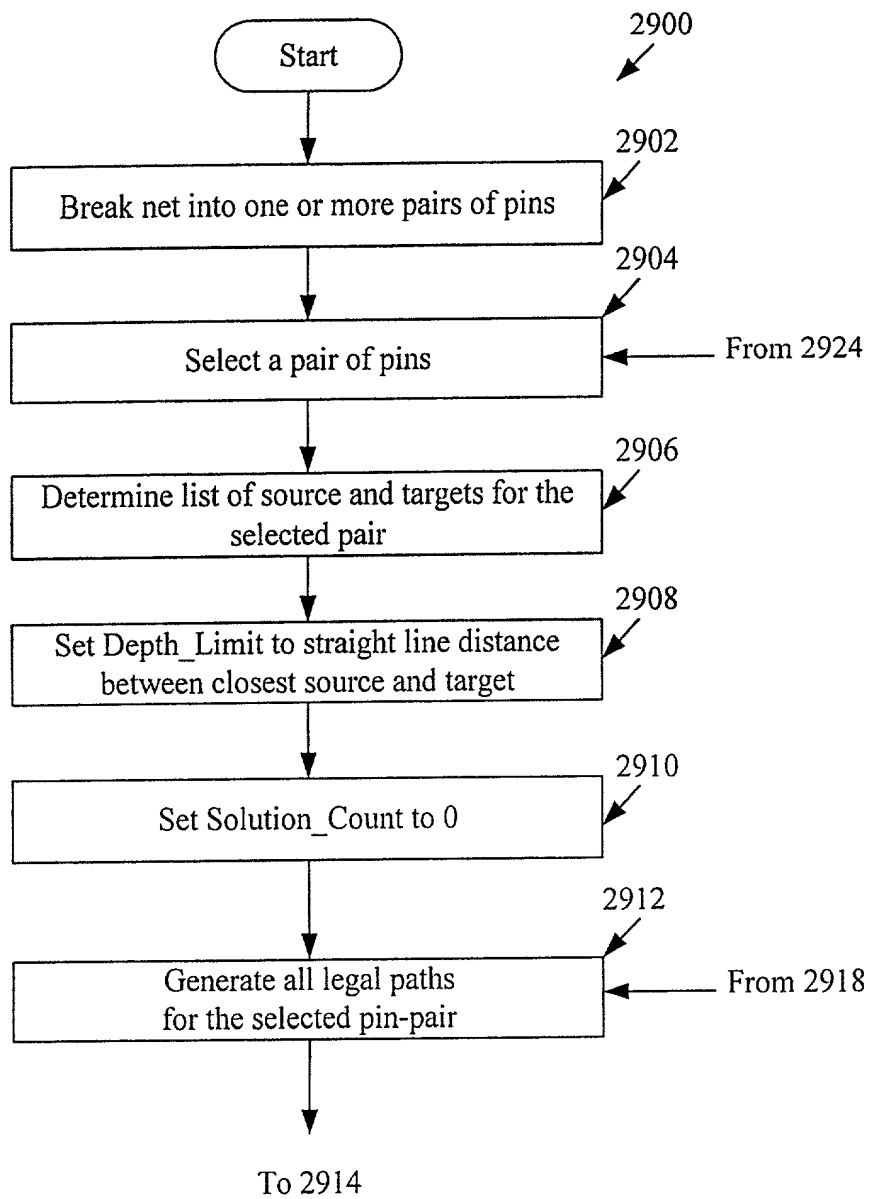 2900
Start
2902
Break net into one or more pairs of pins
2904
Select a pair of pins
From 2924
2906
Determine list of source and targets for the
selected pair
2908
Set Depth_Limit to straight line distance
between closest source and target
2910
Set Solution_Count to 0
2912
Generate all legal paths
for the selected pin-pair
From 2918
To 2914